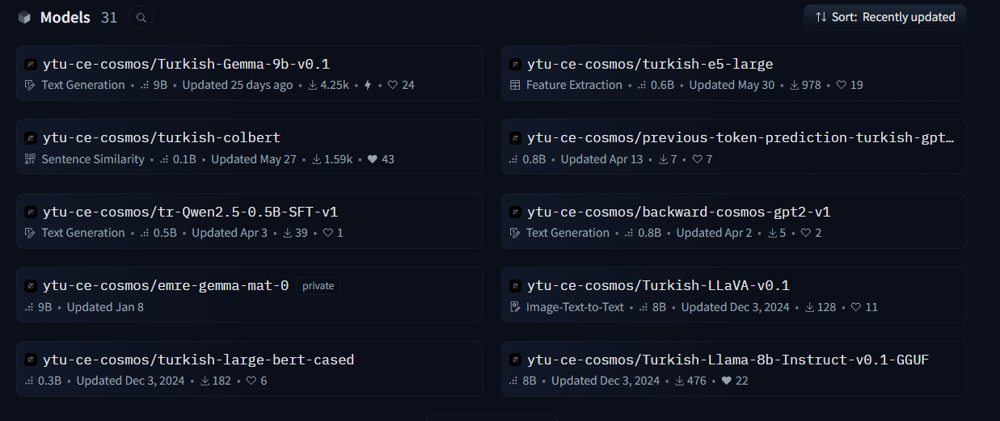 Models 31
Sort: Recently updated
ytu-ce-cosmos/Turkish-Gemma-9b-v0.1
Text Generation • 9B • Updated 25 days ago • 4.25k • • 24
ytu-ce-cosmos/turkish-e5-large
Feature Extraction • 0.6B • Updated May 30 • 978 • 19
ytu-ce-cosmos/turkish-colbert
Sentence Similarity • 0.1B • Updated May 27 • 1.59k • 43
ytu-ce-cosmos/previous-token-prediction-turkish-gpt…
0.8B • Updated Apr 13 • 7 • 7
ytu-ce-cosmos/tr-Qwen2.5-0.5B-SFT-v1
Text Generation • 0.5B • Updated Apr 3 • 39 • 1
ytu-ce-cosmos/backward-cosmos-gpt2-v1
Text Generation • 0.8B • Updated Apr 2 • 5 • 2
ytu-ce-cosmos/emre-gemma-mat-0 private
9B • Updated Jan 8
ytu-ce-cosmos/Turkish-LLaVA-v0.1
Image-Text-to-Text • 8B • Updated Dec 3, 2024 • 128 • 11
ytu-ce-cosmos/turkish-large-bert-cased
0.3B • Updated Dec 3, 2024 • 182 • 6
ytu-ce-cosmos/Turkish-Llama-8b-Instruct-v0.1-GGUF
8B • Updated Dec 3, 2024 • 476 • 22